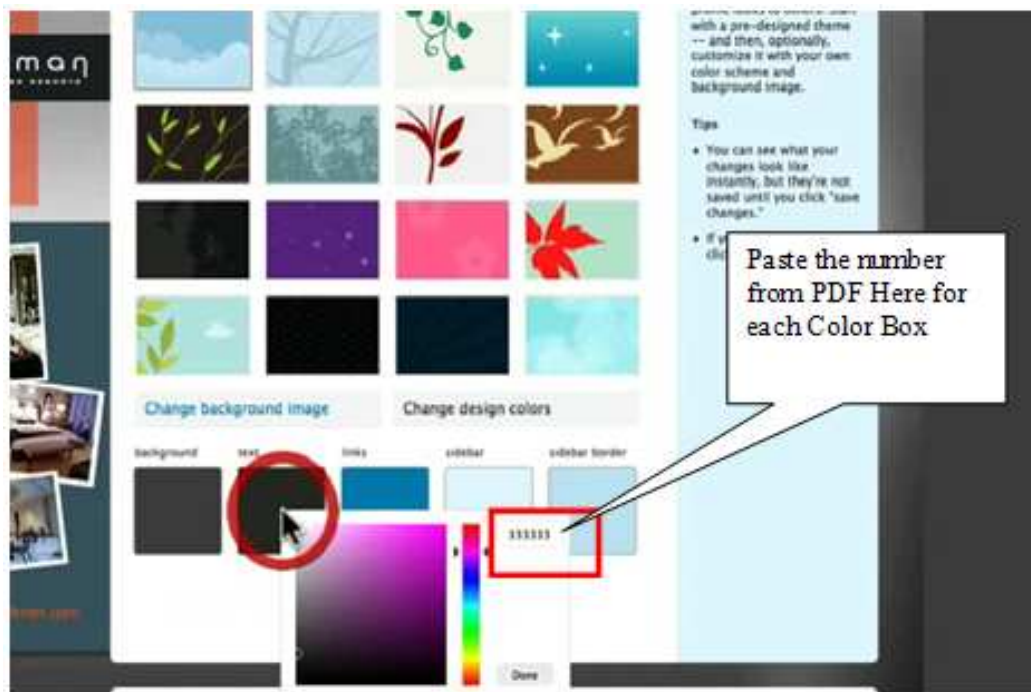 man
with a pre-designed theme
-- and then, optionally,
customize it with your own
color scheme and
background image.
Tips
• You can see what your
changes look like
instantly, but they're not
saved until you click "save
changes."
• If
clic
Paste the number
from PDF Here for
each Color Box
Change background image
Change design colors
background
text
links
sidebar
sidebar border
333333
Done